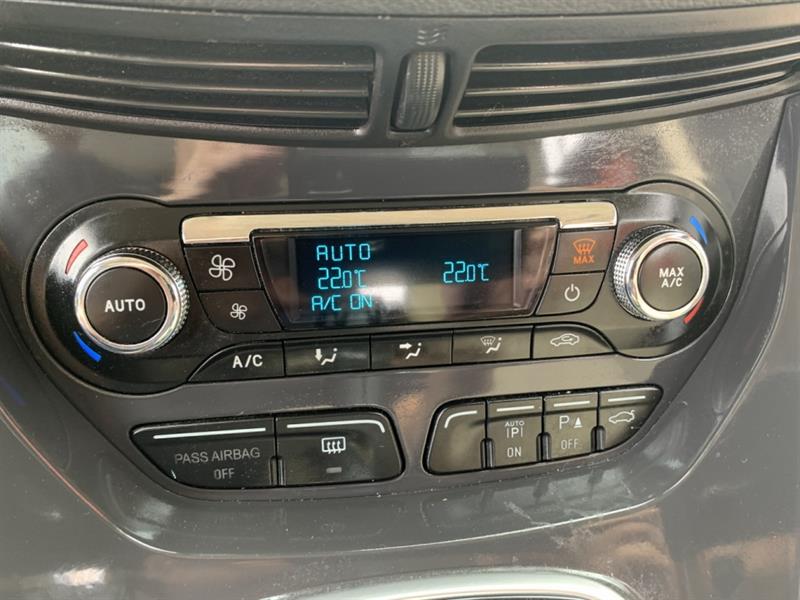 AUTO
22.0℃ 22.0℃
A/C ON
MAX
AUTO
MAX
A/C
A/C
PASS AIRBAG
OFF
AUTO
|P|
ON
P
OFF